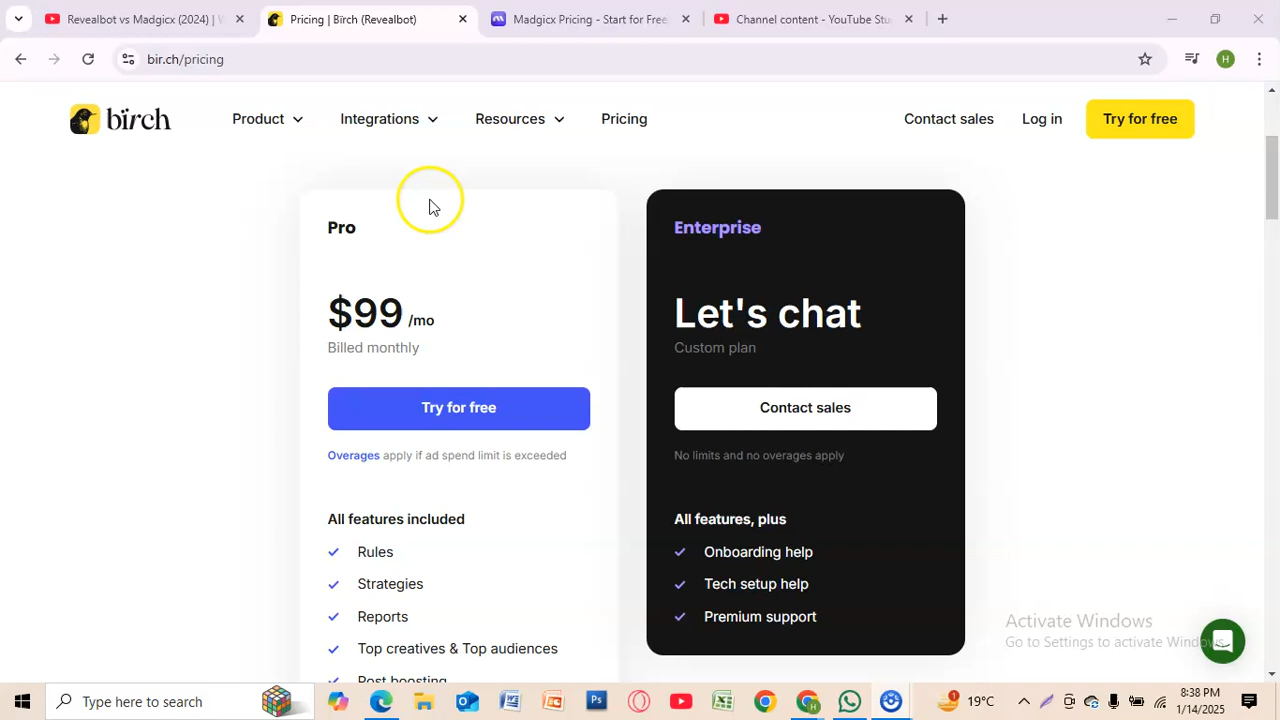 Revealbot vs Madgicx (2024) | W
Pricing | Bïrch (Revealbot)
Madgicx Pricing - Start for Free
Channel content - YouTube Stu
bir.ch/pricing
H
bïrch
Product
Integrations
Resources
Pricing
Contact sales
Log in
Try for free
Pro
$99 /mo
Billed monthly
Try for free
Overages apply if ad spend limit is exceeded
All features included
Rules
Strategies
Reports
Top creatives & Top audiences
Post boosting
Enterprise
Let's chat
Custom plan
Contact sales
No limits and no overages apply
All features, plus
Onboarding help
Tech setup help
Premium support
Activate Windows
Go to Settings to activate Windows.
Type here to search
1
19°C
8:38 PM
1/14/2025